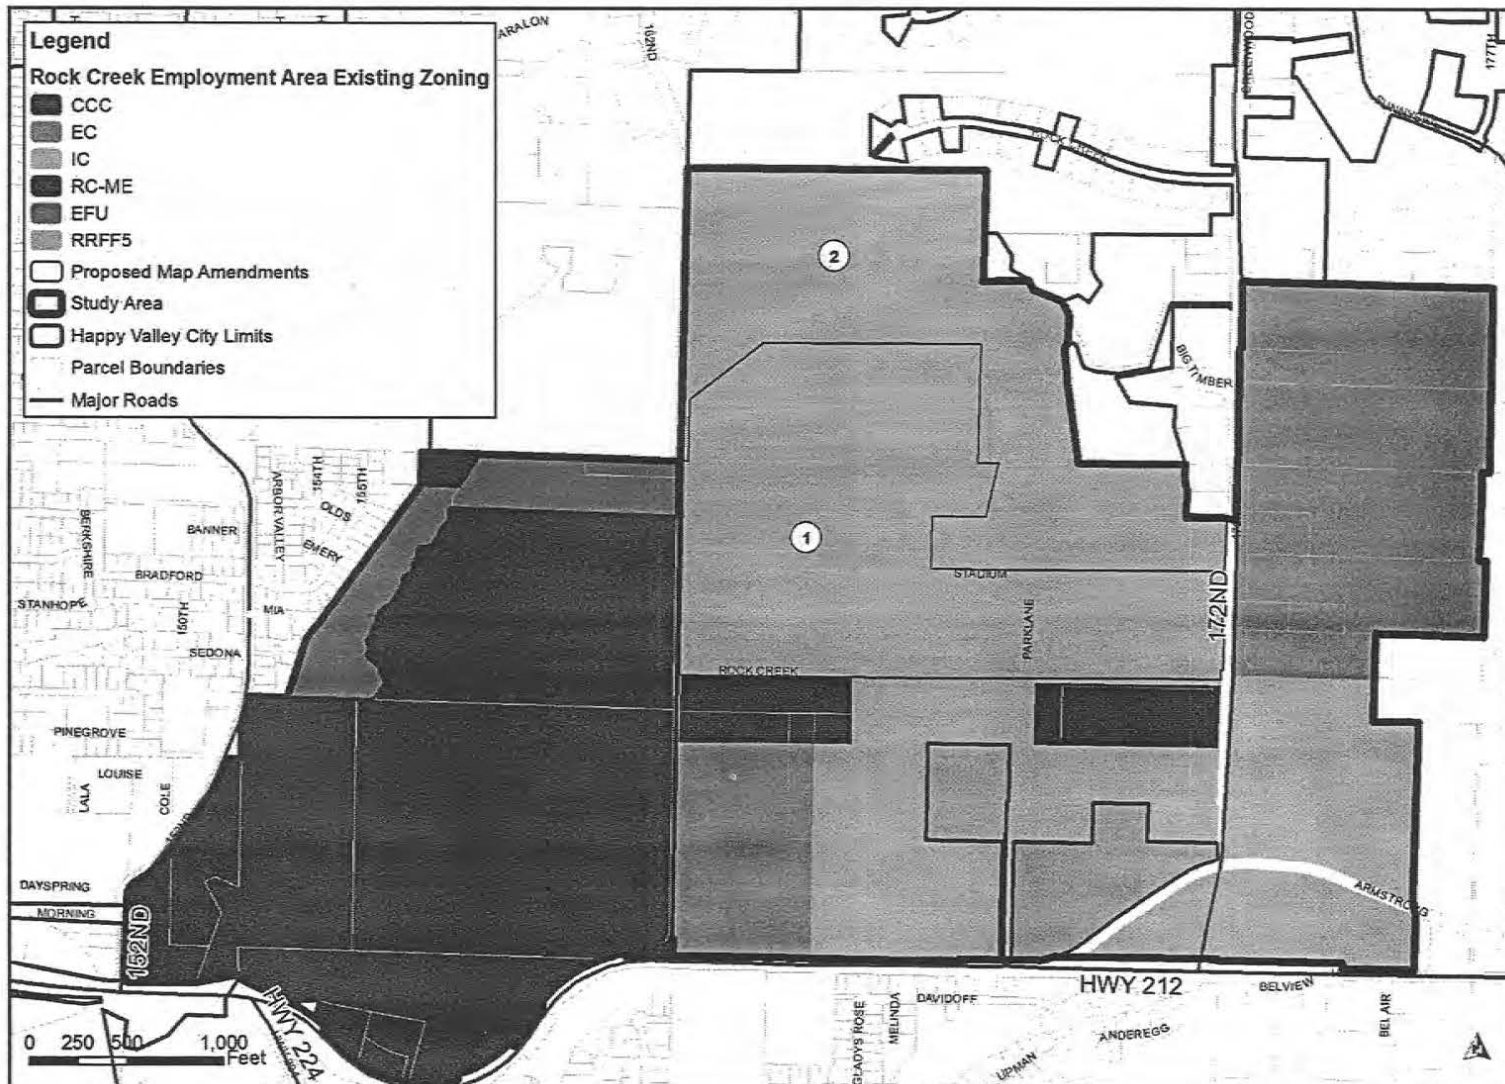 Legend
Rock Creek Employment Area Existing Zoning
CCC
EC
IC
RC-ME
EFU
RRFF5
Proposed Map Amendments
Study Area
Happy Valley City Limits
Parcel Boundaries
Major Roads
ARALON
162ND
GREENWOOD
177TH
ROCK CREEK
2
BIG TIMBER
154TH
155TH
ARBOR VALLEY
OLDS
EMERY
BERKSHIRE
BANNER
BRADFORD
STANHOPE
150TH
MIA
SEDONA
1
STADIUM
PARKLANE
172ND
ROCK CREEK
PINEGROVE
LOUISE
LALA
COLE
DAYSPRING
MORNING
152ND
ARMSTRONG
HWY 212
BELVIEW
HWY 224
0 250 500 1,000
Feet
GLADYS ROSE
MELINDA
DAVIDOFF
ANDEREGG
UPMAN
BEL AIR